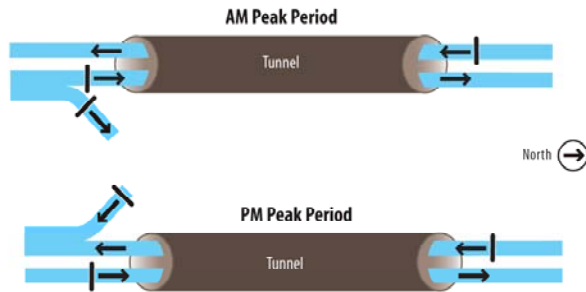 AM Peak Period
Tunnel
North
PM Peak Period
Tunnel